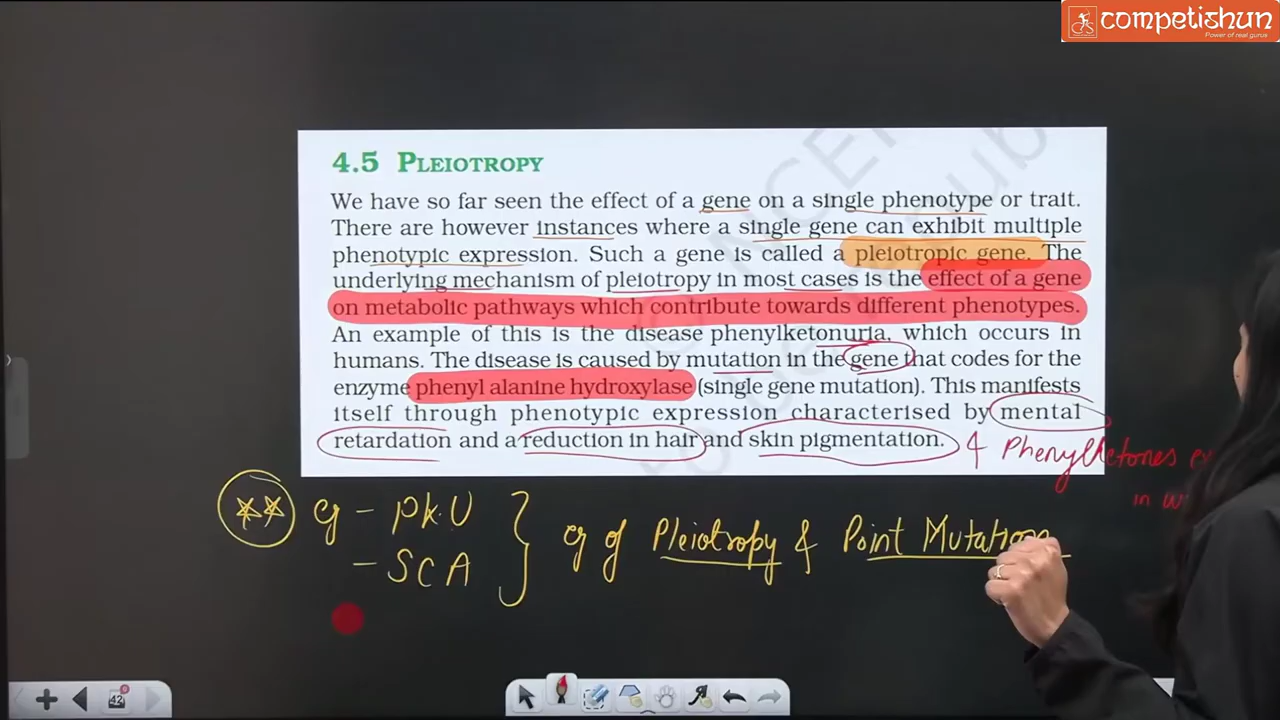 competishun
Power of real gurus
4.5 PLEIOTROPY
We have so far seen the effect of a gene on a single phenotype or trait.
There are however instances where a single gene can exhibit multiple
phenotypic expression. Such a gene is called a pleiotropic gene. The
underlying mechanism of pleiotropy in most cases is the effect of a gene
on metabolic pathways which contribute towards different phenotypes.
An example of this is the disease phenylketonuria, which occurs in
humans. The disease is caused by mutation in the gene that codes for the
enzyme phenyl alanine hydroxylase (single gene mutation). This manifests
itself through phenotypic expression characterised by mental
retardation and a reduction in hair and skin pigmentation.
& Phenylketones
in
eg - PK.U
- SCA
eg of Pleiotropy & Point Mutation
42